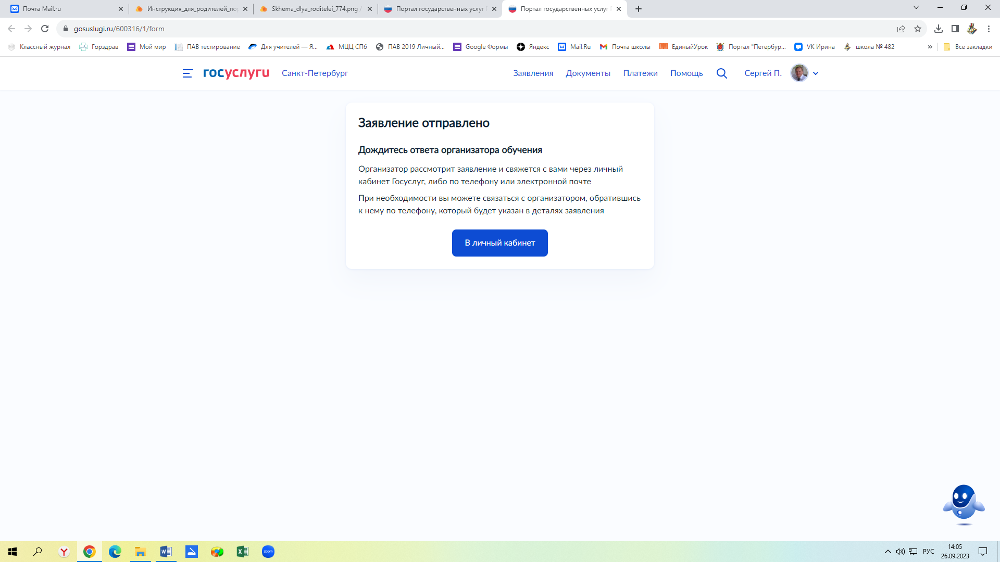 Почта Mail.ru
Инструкция_для_родителей_по
Skhema_dlya_roditelei_774.png /
Портал государственных услуг
Портал государственных услуг
gosuslugi.ru/600316/1/form
Классный журнал
Горздрав
Мой мир
ПАВ тестирование
Для учителей — Я...
МЦЦ СПб
ПАВ 2019 Личный...
Google Формы
Яндекс
Mail.Ru
Почта школы
ЕдиныйУрок
Портал "Петербур...
VK Ирина
школа № 482
»
Все закладки
госуслуги
Санкт-Петербург
Заявления
Документы
Платежи
Помощь
Сергей П.
Заявление отправлено
Дождитесь ответа организатора обучения
Организатор рассмотрит заявление и свяжется с вами через личный
кабинет Госуслуг, либо по телефону или электронной почте
При необходимости вы можете связаться с организатором, обратившись
к нему по телефону, который будет указан в деталях заявления
В личный кабинет
zoom
РУС
14:05
26.09.2023